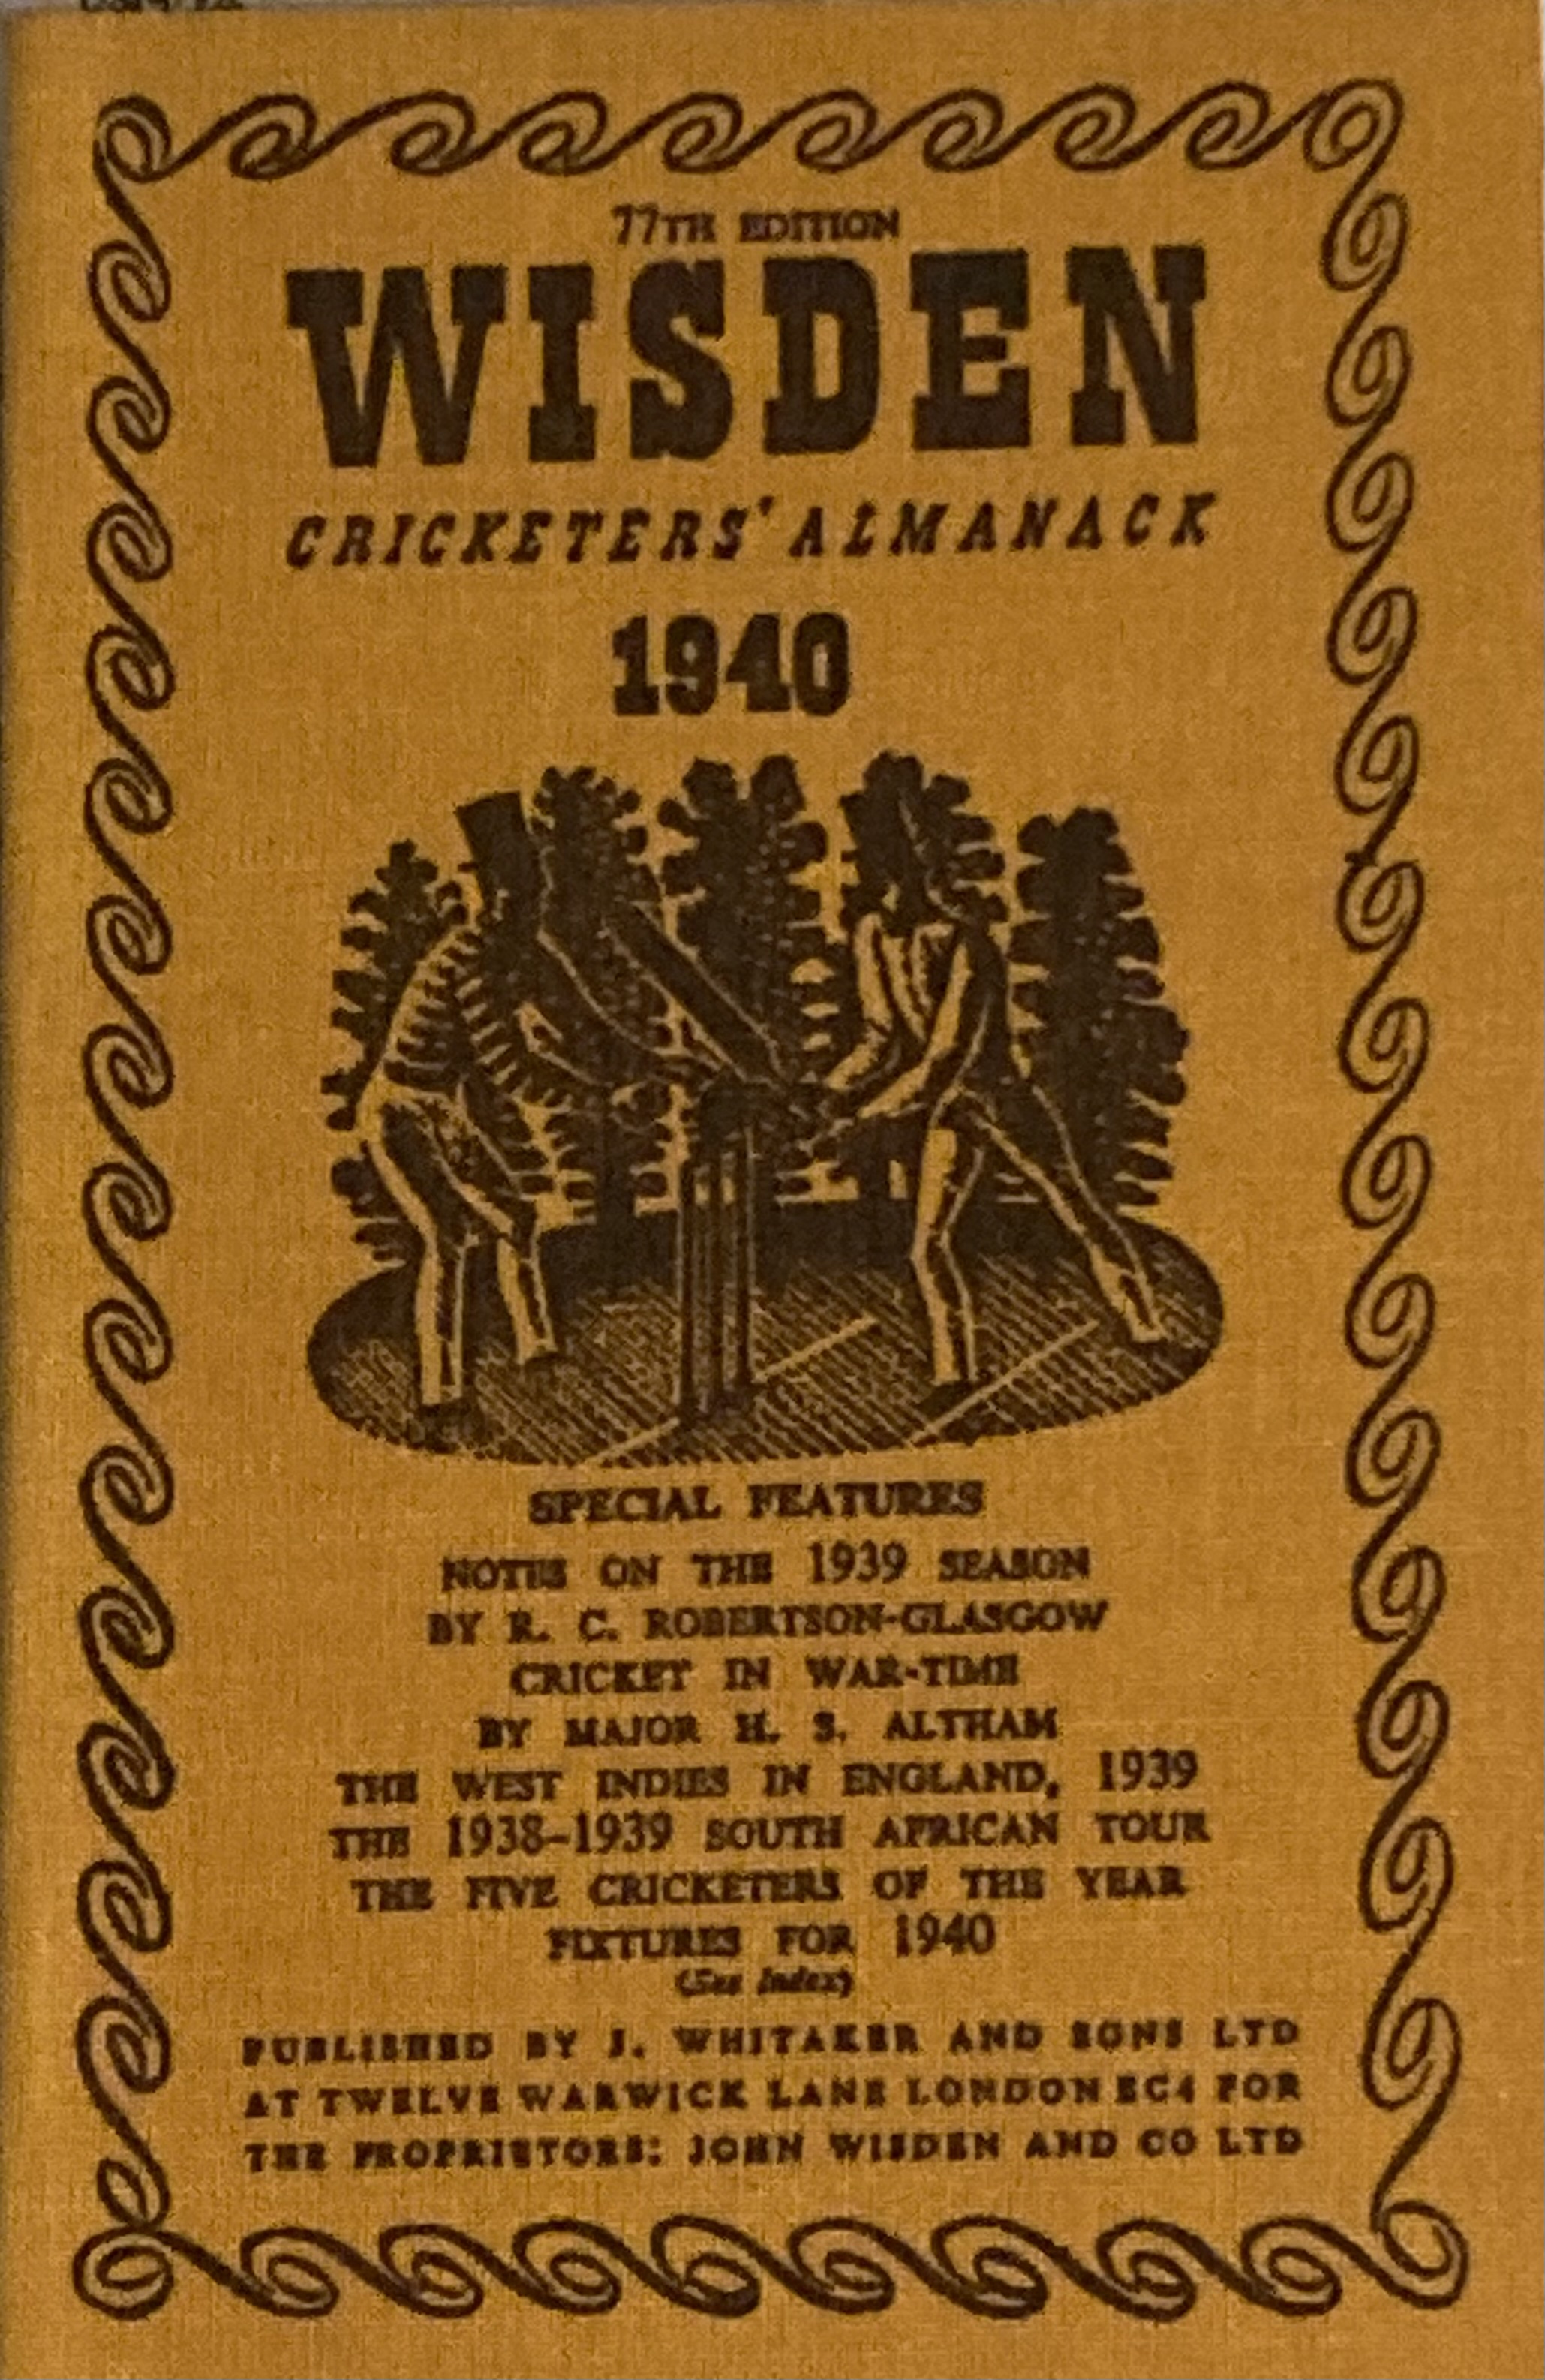 77TH EDITION
WISDEN
CRICKETERS' ALMANACK
1940
SPECIAL FEATURES
NOTES ON THE 1939 SEASON
BY R. C. ROBERTSON-GLASGOW
CRICKET IN WAR-TIME
BY MAJOR H. S. ALTHAM
THE WEST INDIES IN ENGLAND, 1939
THE 1938–1939 SOUTH AFRICAN TOUR
THE FIVE CRICKETERS OF THE YEAR
FIXTURES FOR 1940
(See Index)
PUBLISHED BY J. WHITAKER AND SONS LTD
AT TWELVE WARWICK LANE LONDON EC4 FOR
THE PROPRIETORS: JOHN WISDEN AND CO LTD